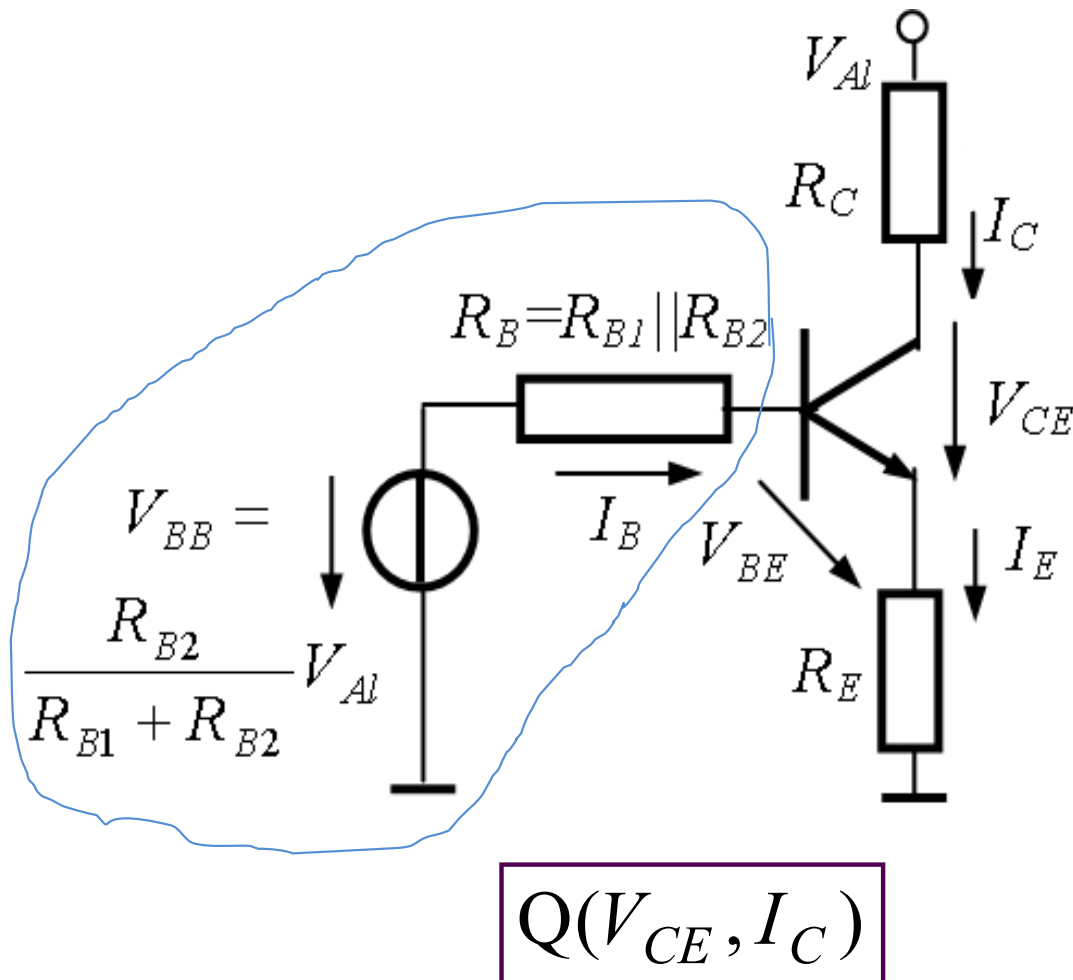 V_Al
R_C
I_C
R_B=R_B1||R_B2
V_CE
V_BB =
I_B
V_BE
I_E
R_B2
V_Al
R_B1 + R_B2
R_E
Q(V_CE, I_C)